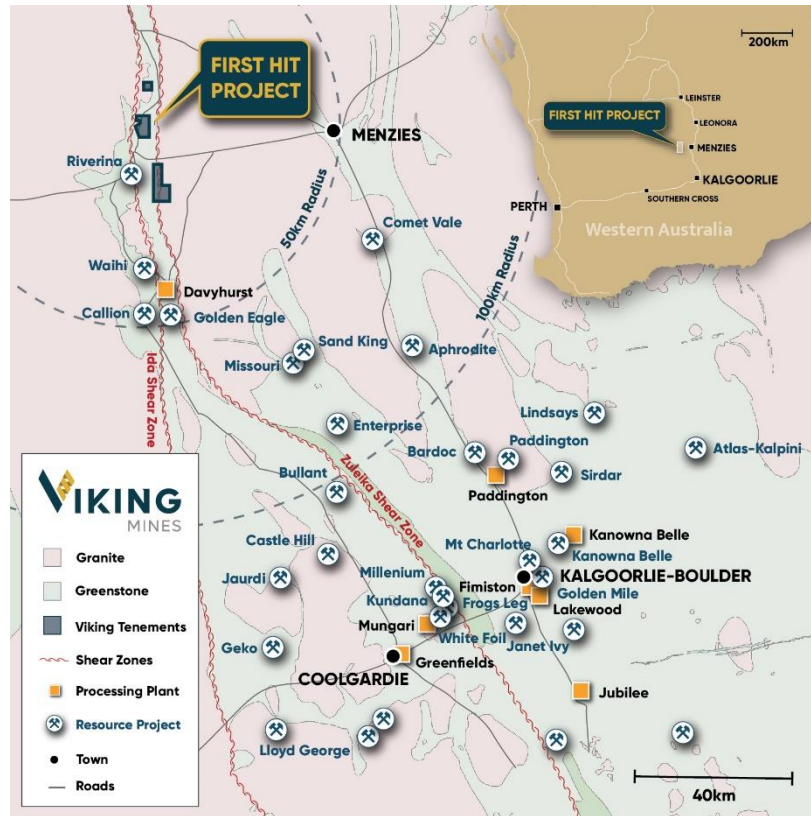 FIRST HIT
PROJECT
MENZIES
Riverina
50km Radius
Comet Vale
100km Radius
Waihi
Davyhurst
Callion
Golden Eagle
Ida Shear Zone
Sand King
Missouri
Aphrodite
Enterprise
Lindsays
Bardoc
Paddington
Atlas-Kalpini
Sirdar
Paddington
Bullant
Zuleika Shear Zone
Castle Hill
Jaurdi
Millenium
Kundana
Mungari
Geko
COOLGARDIE
Greenfields
White Foil
Frogs Leg
Fimiston
Mt Charlotte
Kanowna Belle
Kanowna Belle
KALGOORLIE-BOULDER
Golden Mile
Lakewood
Janet Ivy
Jubilee
Lloyd George
40km
200km
LEINSTER
LEONORA
FIRST HIT PROJECT
MENZIES
KALGOORLIE
PERTH
SOUTHERN CROSS
Western Australia
VIKING
MINES
Granite
Greenstone
Viking Tenements
Shear Zones
Processing Plant
Resource Project
Town
Roads